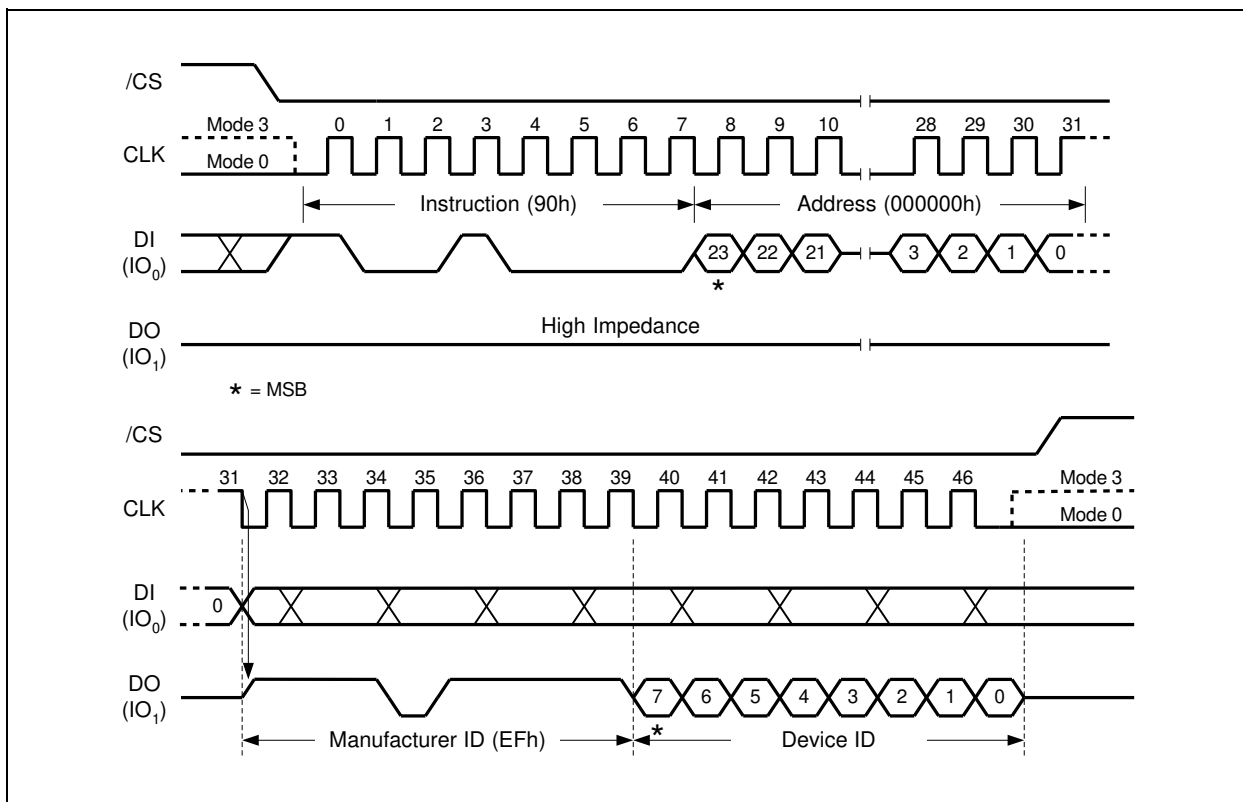 /CS
Mode 3
0 1 2 3 4 5 6 7 8 9 10 28 29 30 31
CLK
Mode 0
Instruction (90h)
Address (000000h)
DI
(IO0)
23 22 21 3 2 1 0
*
High Impedance
DO
(IO1)
* = MSB
/CS
31 32 33 34 35 36 37 38 39 40 41 42 43 44 45 46
Mode 3
CLK
Mode 0
DI
(IO0)
0
DO
(IO1)
7 6 5 4 3 2 1 0
*
Manufacturer ID (EFh)
Device ID